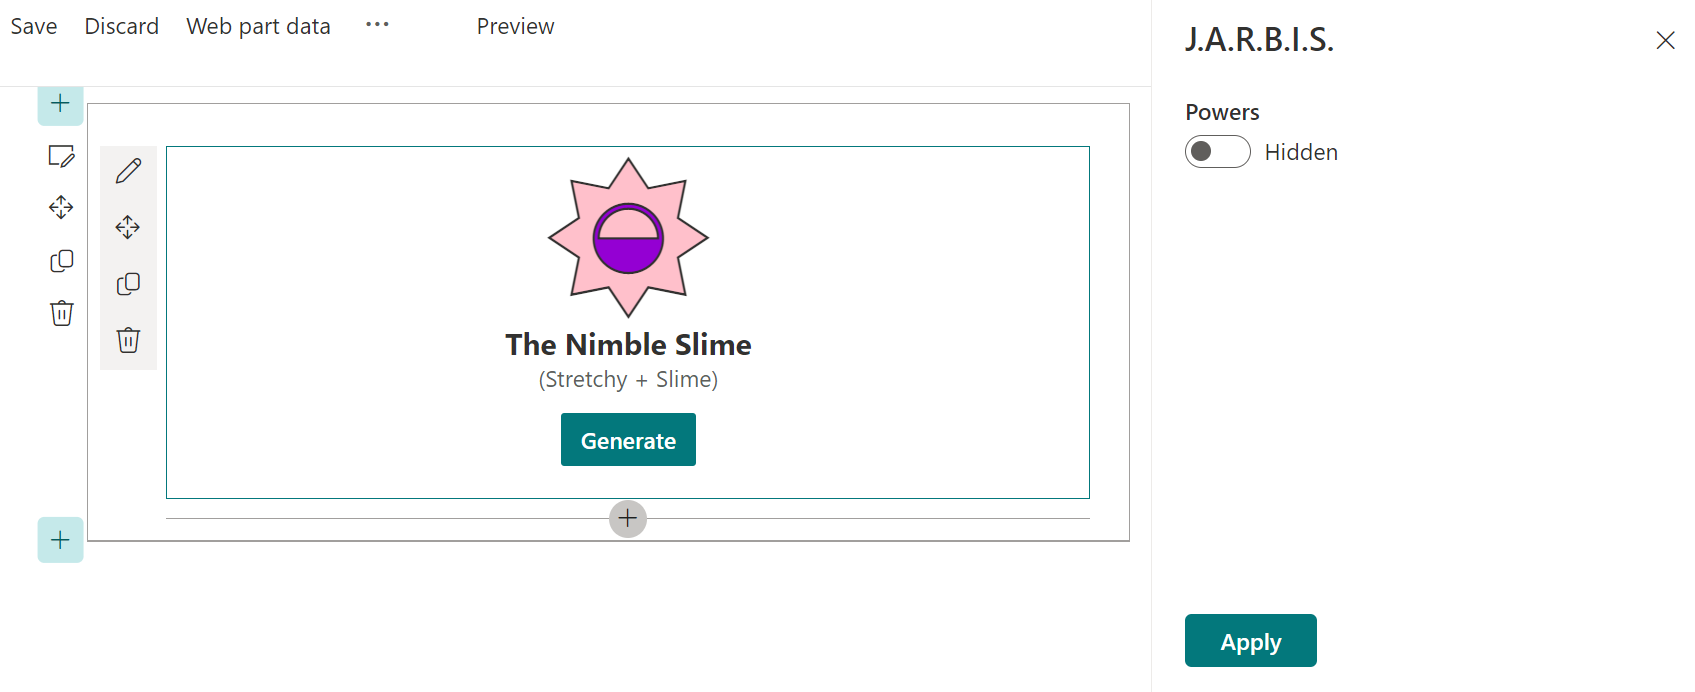 Save Discard Web part data ··· Preview
The Nimble Slime
(Stretchy + Slime)
Generate
J.A.R.B.I.S.
Powers
Hidden
Apply